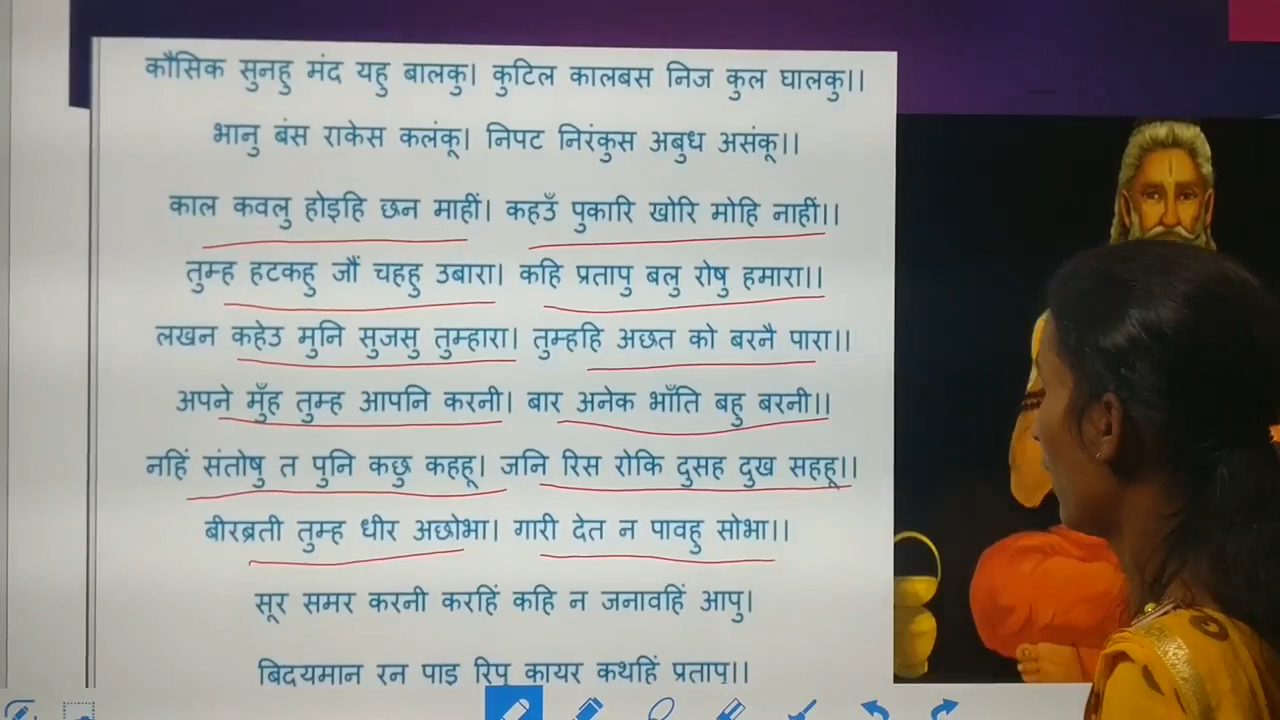 कौसिक सुनहु मंद यहु बालकु। कुटिल कालबस निज कुल घालकु।।
भानु बंस राकेस कलंकू। निपट निरंकुस अबुध असंकू।।
काल कवलु होइहि छन माहीं। कहउँ पुकारि खोरि मोहि नाहीं।।
तुम्ह हटकहु जौं चहहु उबारा। कहि प्रतापु बलु रोषु हमारा।।
लखन कहेउ मुनि सुजसु तुम्हारा। तुम्हहि अछत को बरनै पारा।।
अपने मुँह तुम्ह आपनि करनी। बार अनेक भाँति बहु बरनी।।
नहिं संतोषु त पुनि कछु कहहू। जनि रिस रोकि दुसह दुख सहहू।।
बीरब्रती तुम्ह धीर अछोभा। गारी देत न पावहु सोभा।।
सूर समर करनी करहिं कहि न जनावहिं आपु।
बिदयमान रन पाइ रिपु कायर कथहिं प्रतापु।।